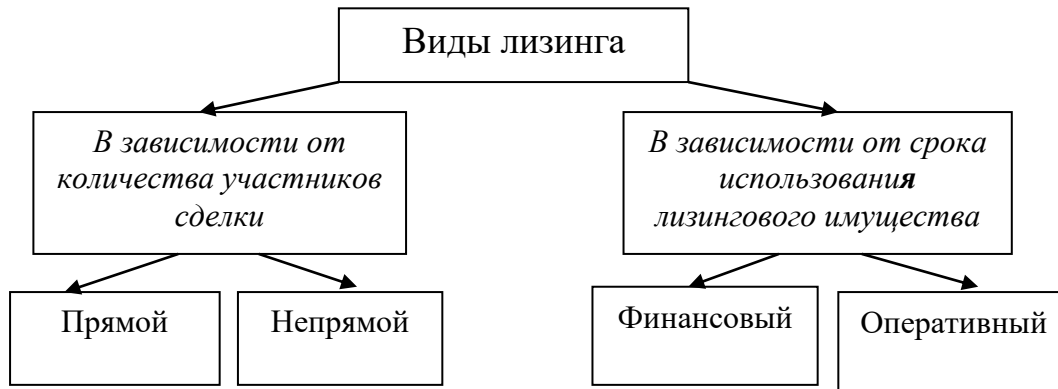 Виды лизинга
В зависимости от
количества участников
сделки
В зависимости от срока
использования
лизингового имущества
Прямой
Непрямой
Финансовый
Оперативный